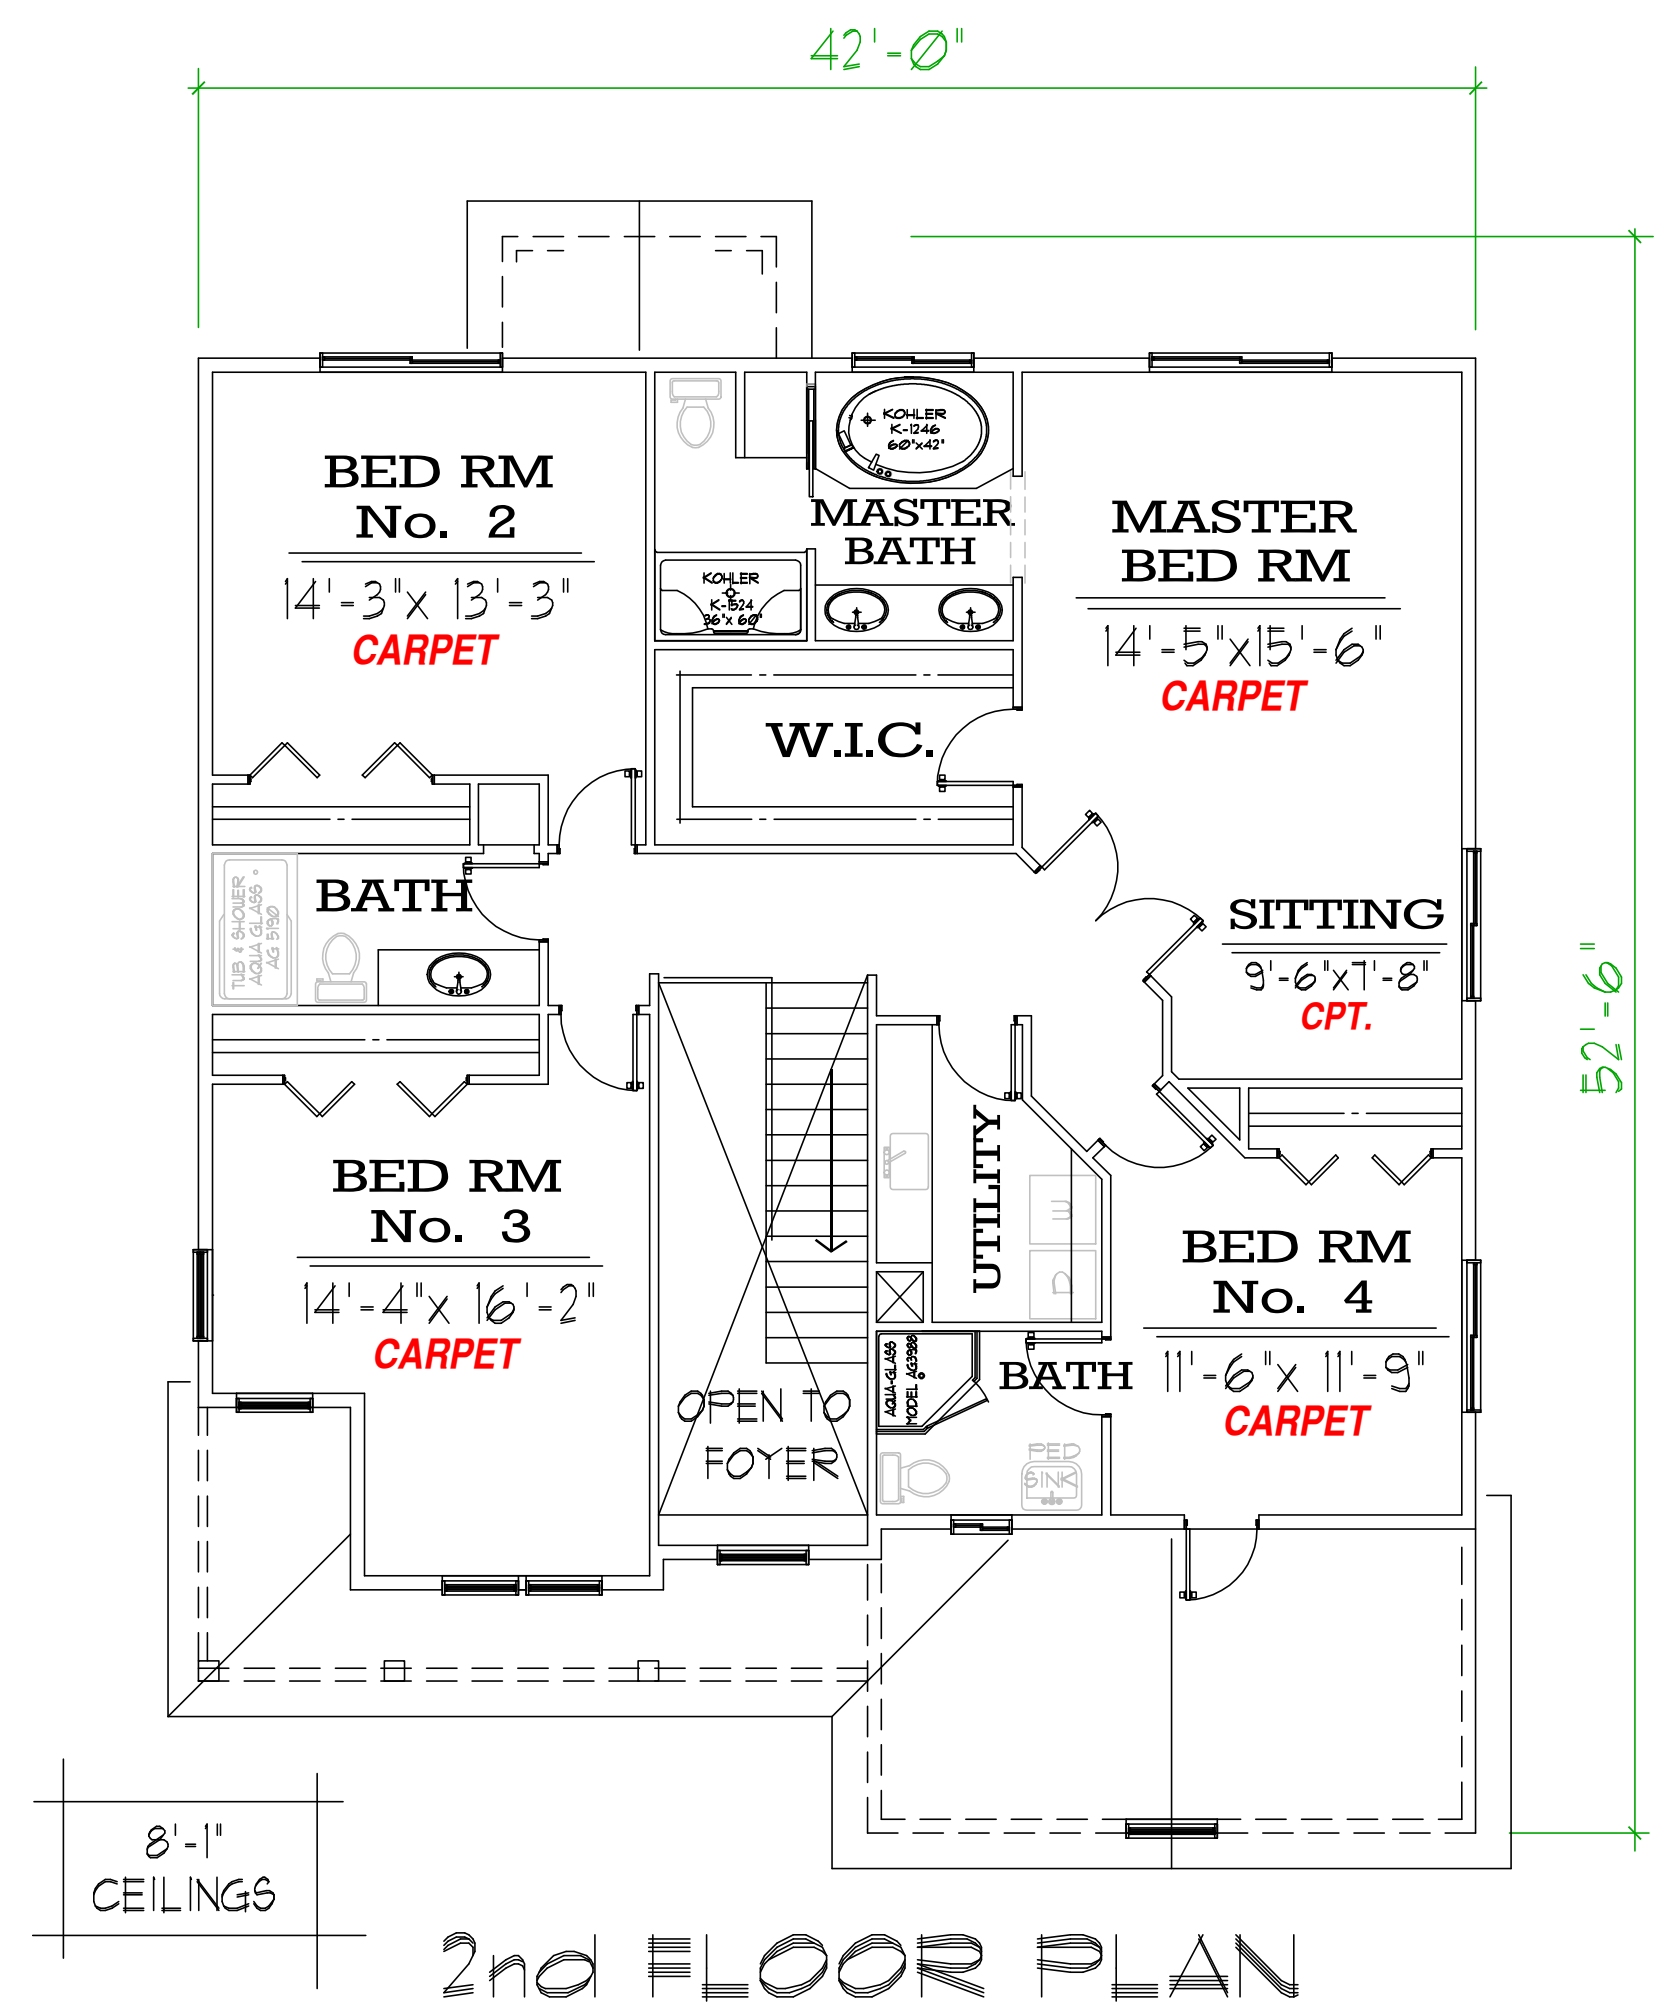 42'-0"
KOHLER
K-1246
60"x42"
BED RM
No. 2
14'-3"x 13'-3"
CARPET
MASTER
BATH
MASTER
BED RM
14'-5"x15'-6"
CARPET
KOHLER
K-1524
36"x 60"
W.I.C.
TUB & SHOWER
AQUA GLASS
AG 5190
BATH
SITTING
9'-6"x7'-8"
CPT.
52'-6"
BED RM
No. 3
14'-4"x 16'-2"
CARPET
UTILITY
W
D
BED RM
No. 4
11'-6"x 11'-9"
CARPET
AQUA-GLASS
MODEL AG3988
BATH
OPEN TO
FOYER
PED
SINK
8'-1"
CEILINGS
2nd FLOOR PLAN